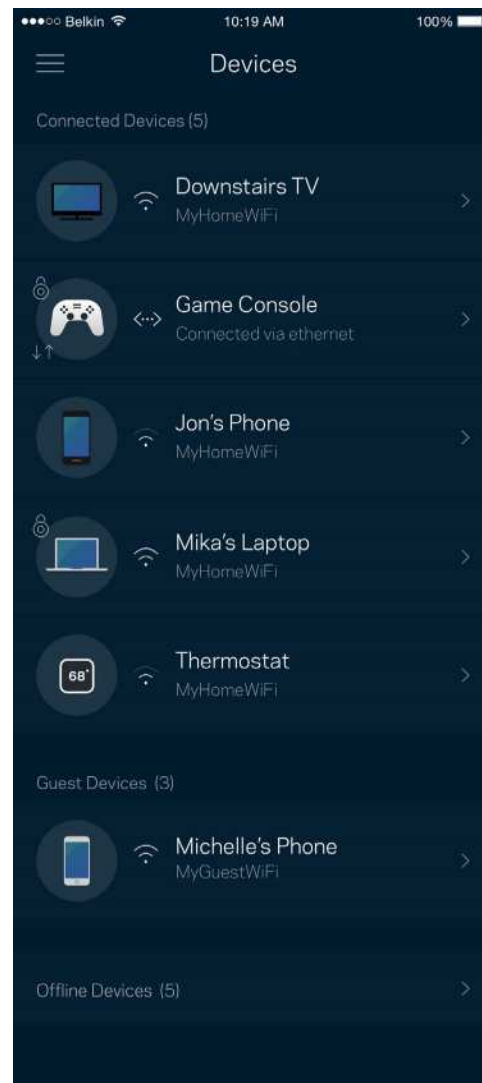 Belkin 10:19 AM 100%
Devices
Connected Devices (5)
Downstairs TV
MyHomeWiFi
Game Console
Connected via ethernet
Jon's Phone
MyHomeWiFi
Mika's Laptop
MyHomeWiFi
68°
Thermostat
MyHomeWiFi
Guest Devices (3)
Michelle's Phone
MyGuestWiFi
Offline Devices (5)